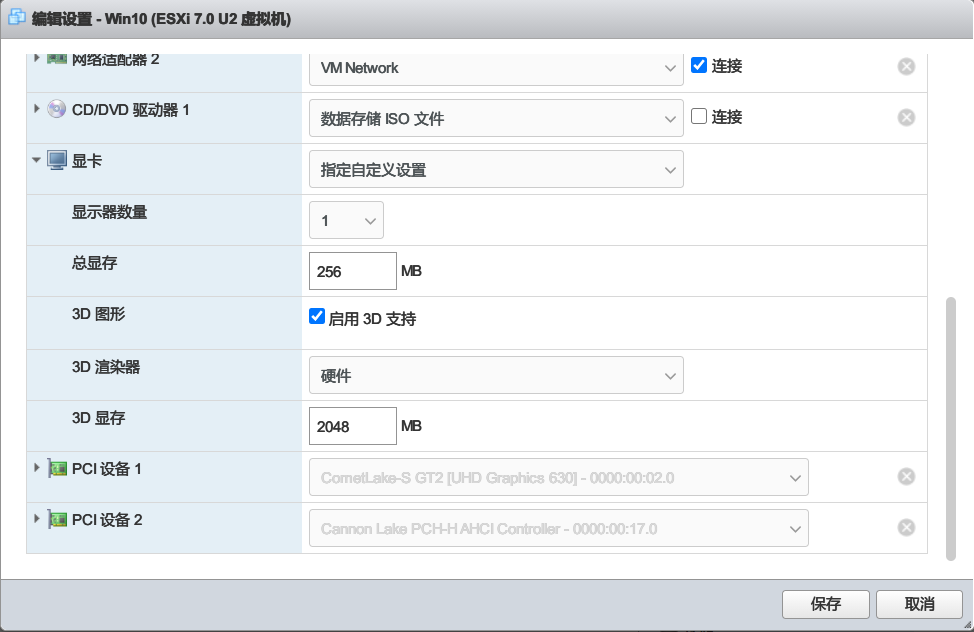 编辑设置 - Win10 (ESXi 7.0 U2 虚拟机)
网络适配器 2 VM Network 连接
CD/DVD 驱动器 1 数据存储 ISO 文件 连接
显卡 指定自定义设置
显示器数量 1
总显存 256 MB
3D 图形 启用 3D 支持
3D 渲染器 硬件
3D 显存 2048 MB
PCI 设备 1 CometLake-S GT2 [UHD Graphics 630] - 0000:00:02.0
PCI 设备 2 Cannon Lake PCH-H AHCI Controller - 0000:00:17.0
保存 取消